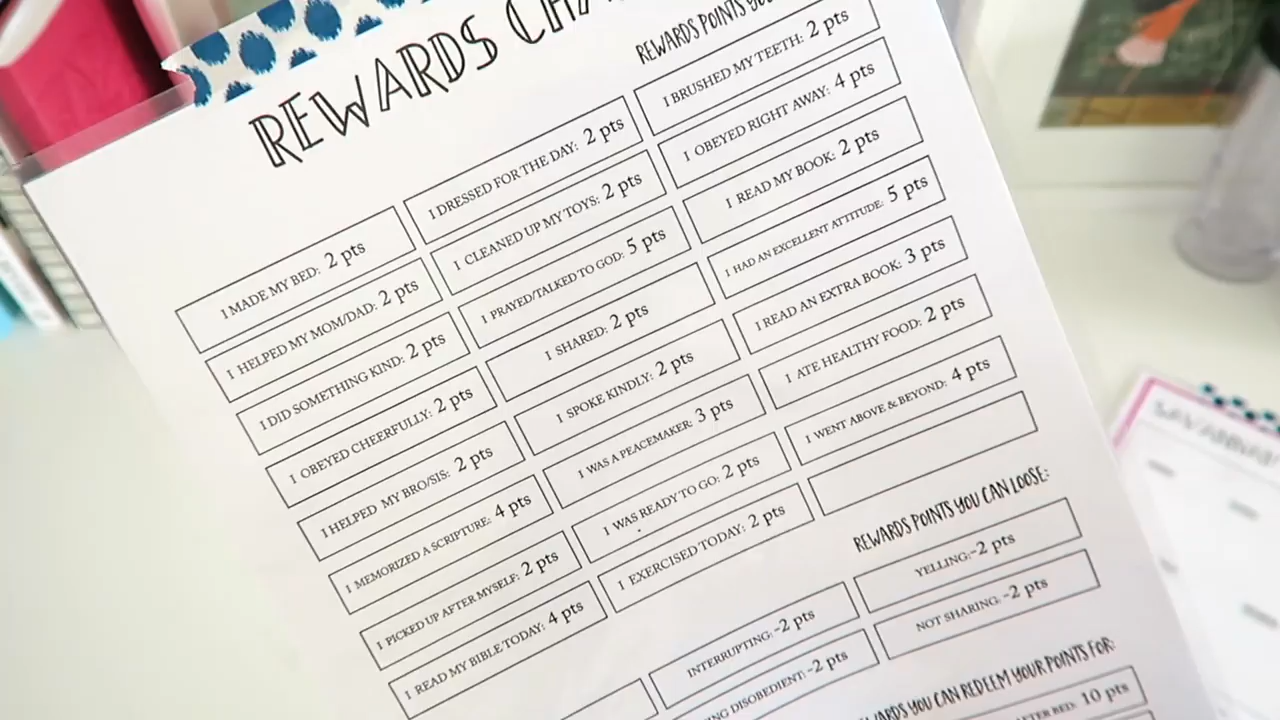 REWARDS
REWARDS POINTS
I MADE MY BED: 2 pts
I DRESSED FOR THE DAY: 2 pts
I BRUSHED MY TEETH: 2 pts
I HELPED MY MOM/DAD: 2 pts
I CLEANED UP MY TOYS: 2 pts
I OBEYED RIGHT AWAY: 4 pts
I DID SOMETHING KIND: 2 pts
I PRAYED/TALKED TO GOD: 5 pts
I READ MY BOOK: 2 pts
I OBEYED CHEERFULLY: 2 pts
I SHARED: 2 pts
I HAD AN EXCELLENT ATTITUDE: 5 pts
I HELPED MY BRO/SIS: 2 pts
I SPOKE KINDLY: 2 pts
I READ AN EXTRA BOOK: 3 pts
I MEMORIZED A SCRIPTURE: 4 pts
I WAS A PEACEMAKER: 3 pts
I ATE HEALTHY FOOD: 2 pts
I PICKED UP AFTER MYSELF: 2 pts
I WAS READY TO GO: 2 pts
I WENT ABOVE & BEYOND: 4 pts
I READ MY BIBLE TODAY: 4 pts
I EXERCISED TODAY: 2 pts
REWARDS POINTS YOU CAN LOOSE:
INTERRUPTING: -2 pts
YELLING:-2 pts
DISOBEDIENT: -2 pts
NOT SHARING: -2 pts
YOU CAN REDEEM YOUR POINTS FOR:
BED: 10 pts